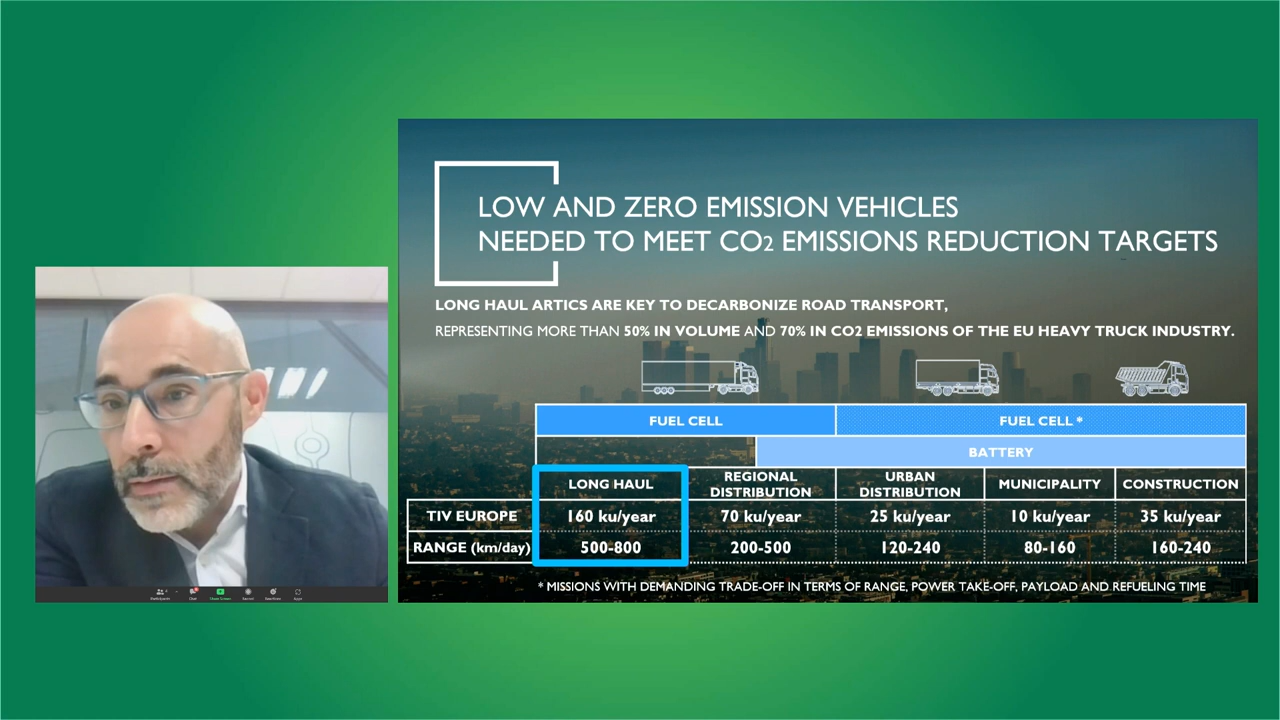 LOW AND ZERO EMISSION VEHICLES
NEEDED TO MEET CO2 EMISSIONS REDUCTION TARGETS
LONG HAUL ARTICS ARE KEY TO DECARBONIZE ROAD TRANSPORT,
REPRESENTING MORE THAN 50% IN VOLUME AND 70% IN CO2 EMISSIONS OF THE EU HEAVY TRUCK INDUSTRY.
FUEL CELL FUEL CELL *
BATTERY
LONG HAUL REGIONAL DISTRIBUTION URBAN DISTRIBUTION MUNICIPALITY CONSTRUCTION
TIV EUROPE 160 ku/year 70 ku/year 25 ku/year 10 ku/year 35 ku/year
RANGE (km/day) 500-800 200-500 120-240 80-160 160-240
* MISSIONS WITH DEMANDING TRADE-OFF IN TERMS OF RANGE, POWER TAKE-OFF, PAYLOAD AND REFUELING TIME